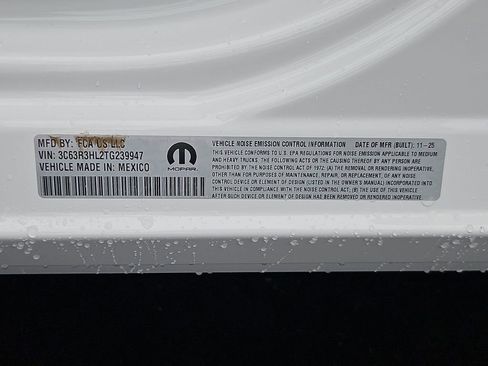 MFD BY: FCA US LLC
VIN: 3C63R3HL2TG239947
VEHICLE MADE IN: MEXICO
MOPAR
VEHICLE NOISE EMISSION CONTROL INFORMATION DATE OF MFR (BUILT): 11-25
THIS VEHICLE CONFORMS TO U.S. EPA REGULATIONS FOR NOISE EMISSION APPLICABLE TO MEDIUM
AND HEAVY TRUCKS. THE FOLLOWING ACTS OR THE CAUSING THEREOF BY ANY PERSON ARE
PROHIBITED BY THE NOISE CONTROL ACT OF 1972: (A) THE REMOVAL OR RENDERING INOPERATIVE,
OTHER THAN FOR PURPOSES OF MAINTENANCE, REPAIR, OR REPLACEMENT, OF ANY NOISE
CONTROL DEVICE OR ELEMENT OF DESIGN (LISTED IN THE OWNER'S MANUAL) INCORPORATED
INTO THIS VEHICLE IN COMPLIANCE WITH THE NOISE CONTROL ACT; (B) THE USE OF THE VEHICLE
AFTER SUCH DEVICE OR ELEMENT OF DESIGN HAS BEEN REMOVED OR RENDERED INOPERATIVE.